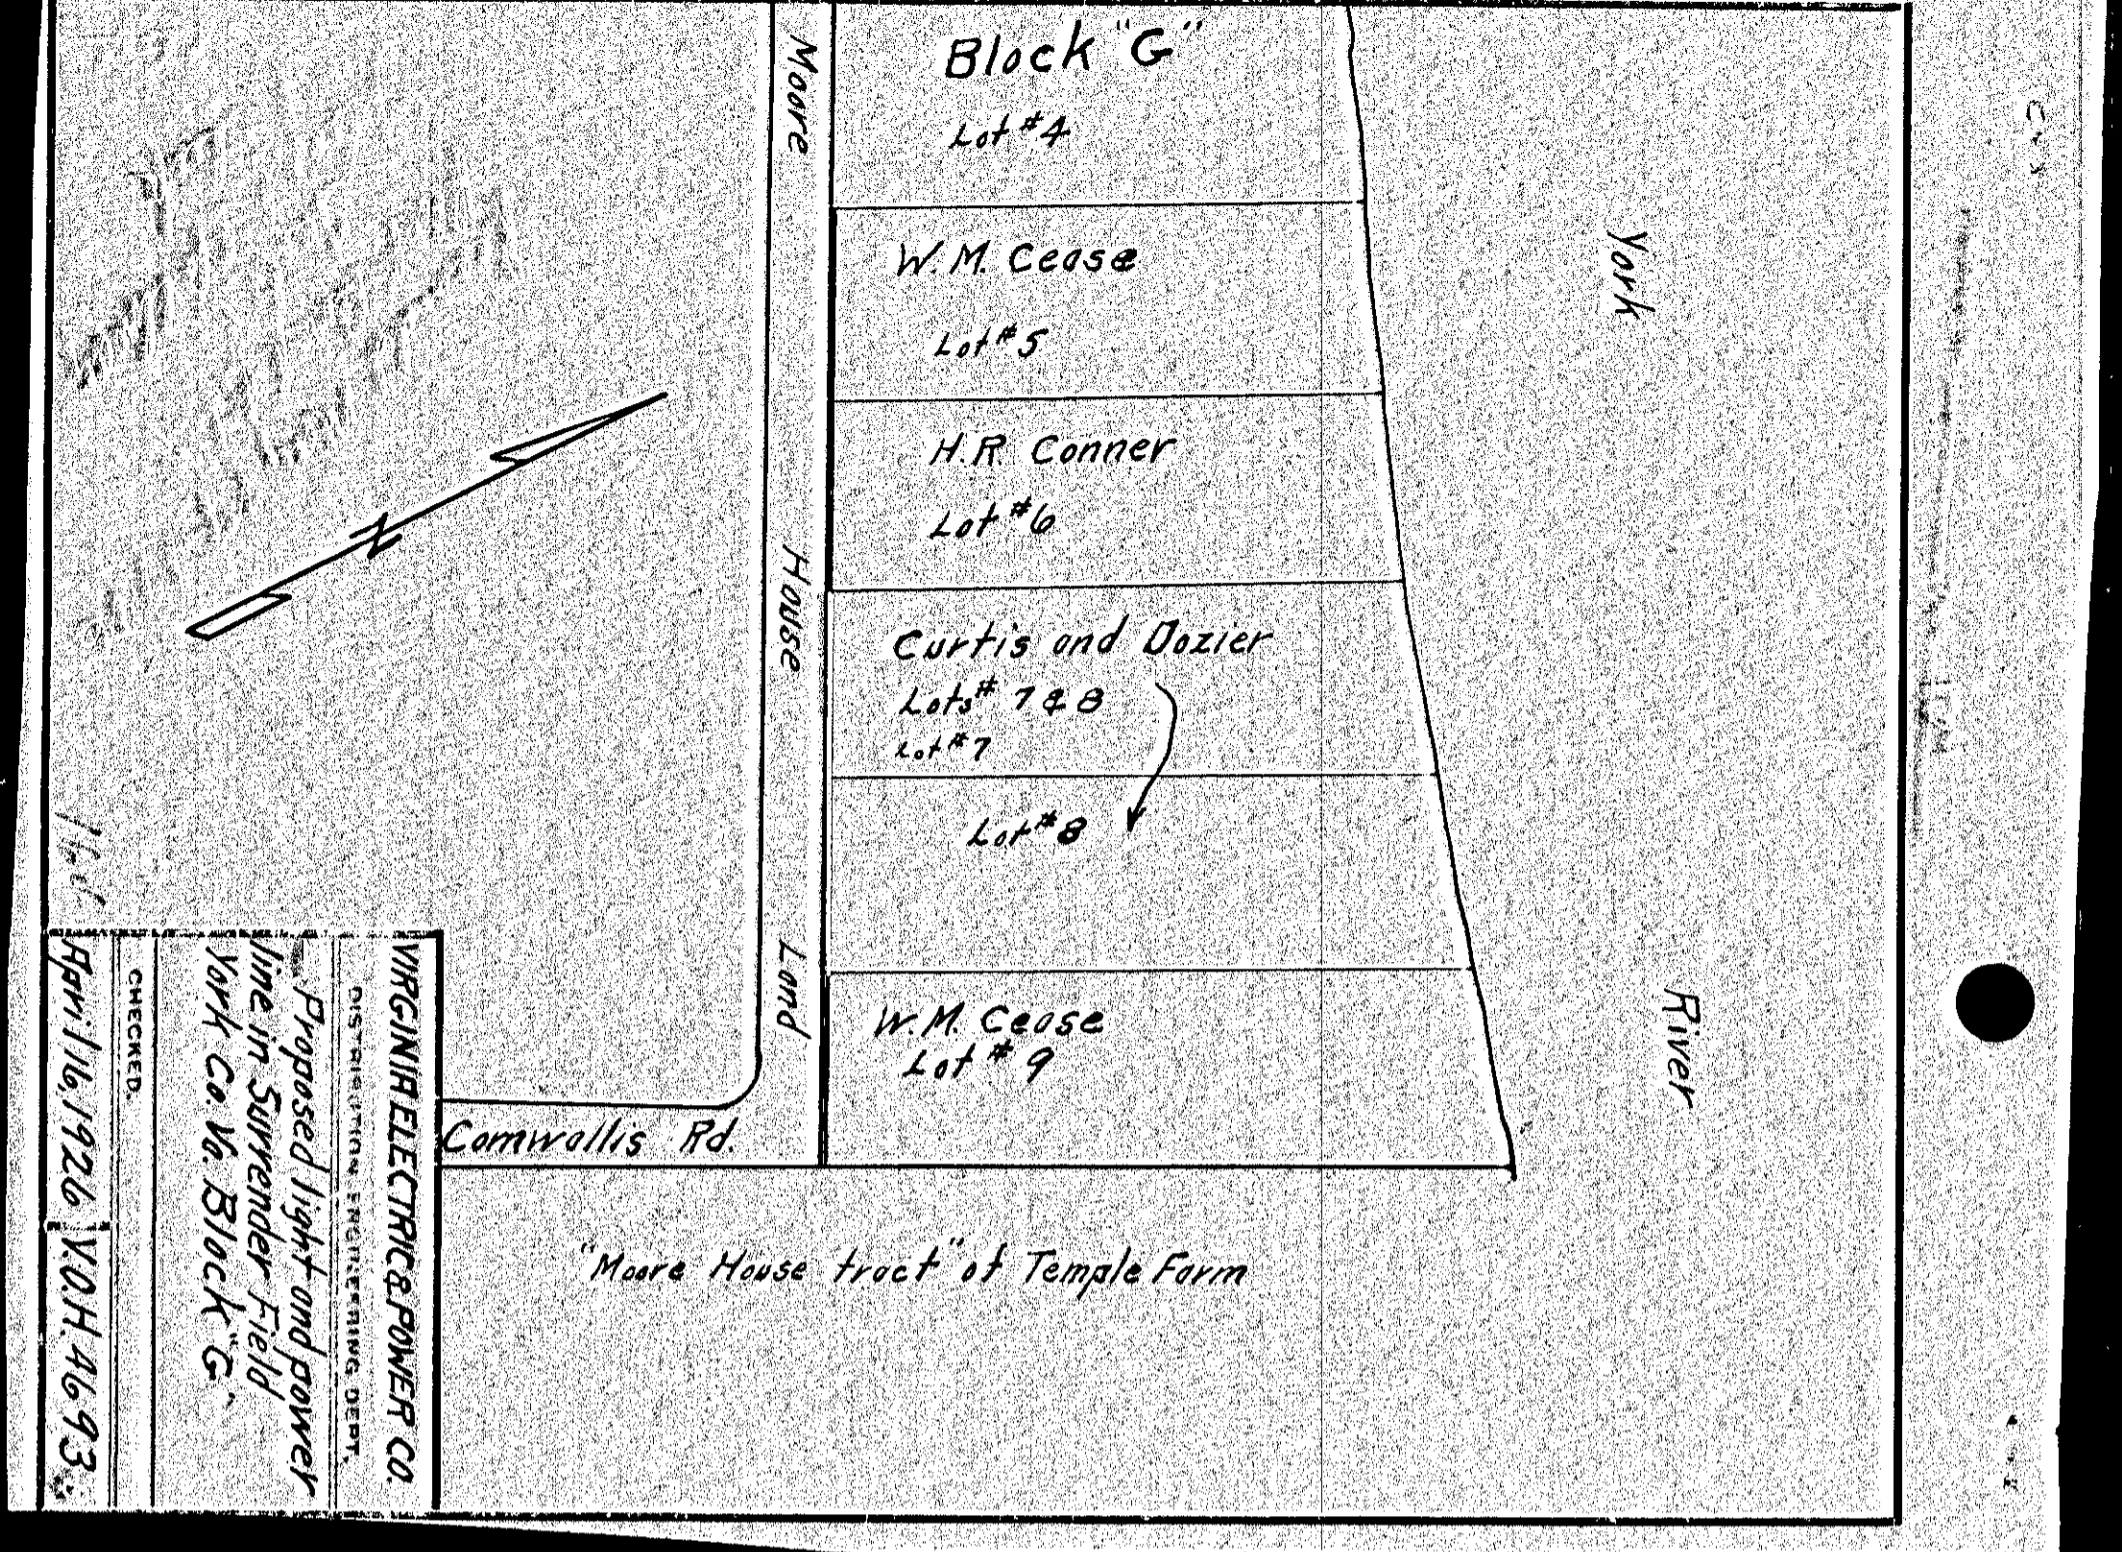 Block "G"
Lot #4
W.M. Cease
Lot #5
H.R. Conner
Lot #6
Curtis and Dozier
Lots # 7 & 8
Lot #7
Lot #8
W.M. Cease
Lot # 9
Moore House Land
Cornwallis Rd.
York River
"Moore House tract" of Temple Farm
VIRGINIA ELECTRIC & POWER CO.
DISTRIBUTION ENGINEERING DEPT.
Proposed light and power
line in Surrender Field
York Co. Va. Block "G"
CHECKED.
April 16, 1926 V.O.H. 4693